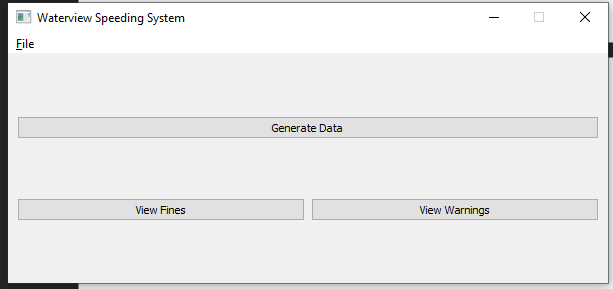 Waterview Speeding System
File
Generate Data
View Fines
View Warnings